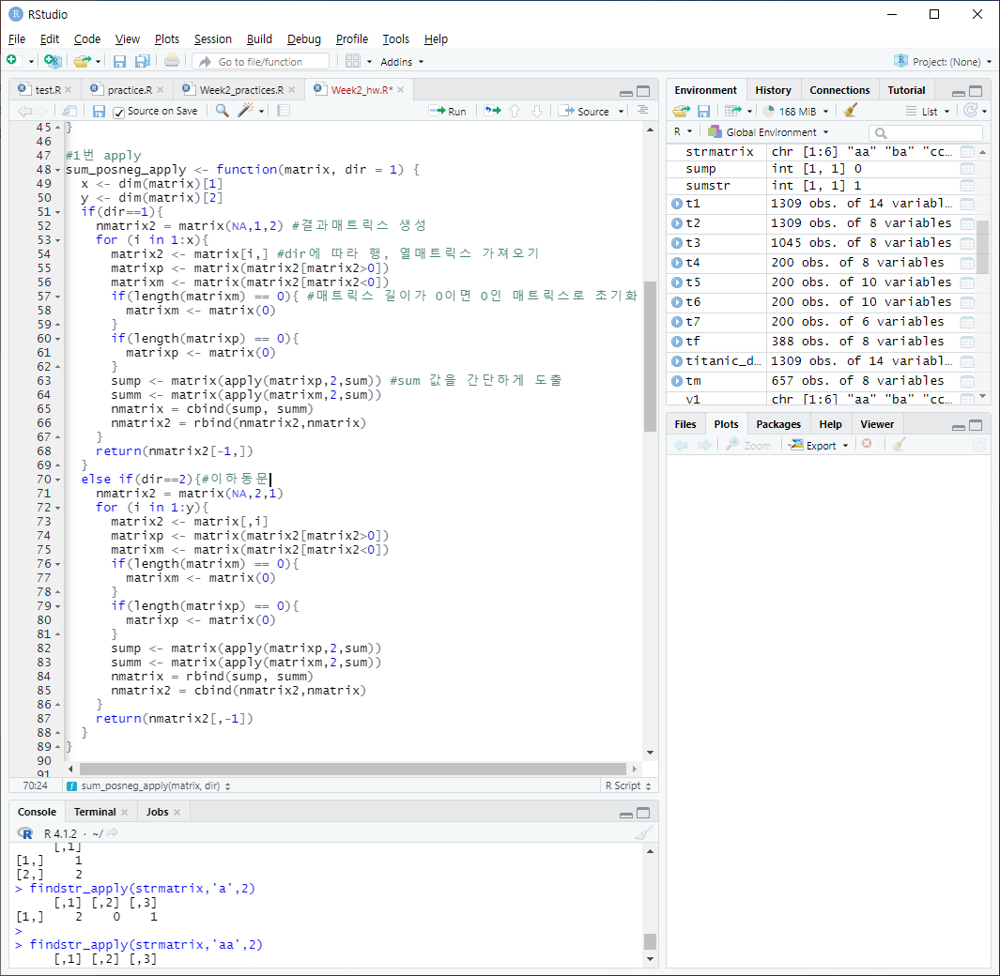 RStudio
File Edit Code View Plots Session Build Debug Profile Tools Help
Go to file/function Addins Project: (None)
test.R practice.R Week2_practices.R Week2_hw.R*
Source on Save Run Source
45 }
46
47 #1번 apply
48 sum_posneg_apply <- function(matrix, dir = 1) {
49 x <- dim(matrix)[1]
50 y <- dim(matrix)[2]
51 if(dir==1){
52 nmatrix2 = matrix(NA,1,2) #결과매트릭스 생성
53 for (i in 1:x){
54 matrix2 <- matrix[i,] #dir에 따라 행, 열매트릭스 가져오기
55 matrixp <- matrix(matrix2[matrix2>0])
56 matrixm <- matrix(matrix2[matrix2<0])
57 if(length(matrixm) == 0){ #매트릭스 길이가 0이면 0인 매트릭스로 초기화
58 matrixm <- matrix(0)
59 }
60 if(length(matrixp) == 0){
61 matrixp <- matrix(0)
62 }
63 sump <- matrix(apply(matrixp,2,sum)) #sum 값을 간단하게 도출
64 summ <- matrix(apply(matrixm,2,sum))
65 nmatrix = cbind(sump, summ)
66 nmatrix2 = rbind(nmatrix2,nmatrix)
67 }
68 return(nmatrix2[-1,])
69 }
70 else if(dir==2){#이하동문
71 nmatrix2 = matrix(NA,2,1)
72 for (i in 1:y){
73 matrix2 <- matrix[,i]
74 matrixp <- matrix(matrix2[matrix2>0])
75 matrixm <- matrix(matrix2[matrix2<0])
76 if(length(matrixm) == 0){
77 matrixm <- matrix(0)
78 }
79 if(length(matrixp) == 0){
80 matrixp <- matrix(0)
81 }
82 sump <- matrix(apply(matrixp,2,sum))
83 summ <- matrix(apply(matrixm,2,sum))
84 nmatrix = rbind(sump, summ)
85 nmatrix2 = cbind(nmatrix2,nmatrix)
86 }
87 return(nmatrix2[,-1])
88 }
89 }
90
91
70:24 sum_posneg_apply(matrix, dir) R Script
Console Terminal Jobs
R 4.1.2 · ~/
[,1]
[1,] 1
[2,] 2
> findstr_apply(strmatrix,'a',2)
[,1] [,2] [,3]
[1,] 2 0 1
>
> findstr_apply(strmatrix,'aa',2)
[,1] [,2] [,3]
Environment History Connections Tutorial
168 MiB List
R Global Environment
strmatrix chr [1:6] "aa" "ba" "cc…
sump int [1, 1] 0
sumstr int [1, 1] 1
t1 1309 obs. of 14 variabl…
t2 1309 obs. of 8 variables
t3 1045 obs. of 8 variables
t4 200 obs. of 8 variables
t5 200 obs. of 10 variables
t6 200 obs. of 10 variables
t7 200 obs. of 6 variables
tf 388 obs. of 8 variables
titanic_d… 1309 obs. of 14 variabl…
tm 657 obs. of 8 variables
v1 chr [1:6] "aa" "ba" "cc…
Files Plots Packages Help Viewer
Zoom Export